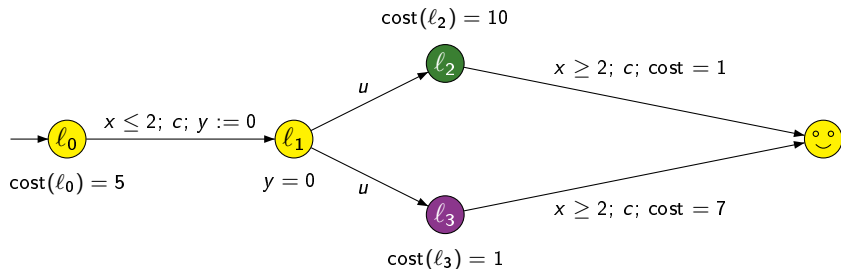 cost(ℓ₂) = 10
ℓ₂
u
x ≥ 2; c; cost = 1
x ≤ 2; c; y := 0
ℓ₀
ℓ₁
cost(ℓ₀) = 5
y = 0
u
ℓ₃
x ≥ 2; c; cost = 7
cost(ℓ₃) = 1